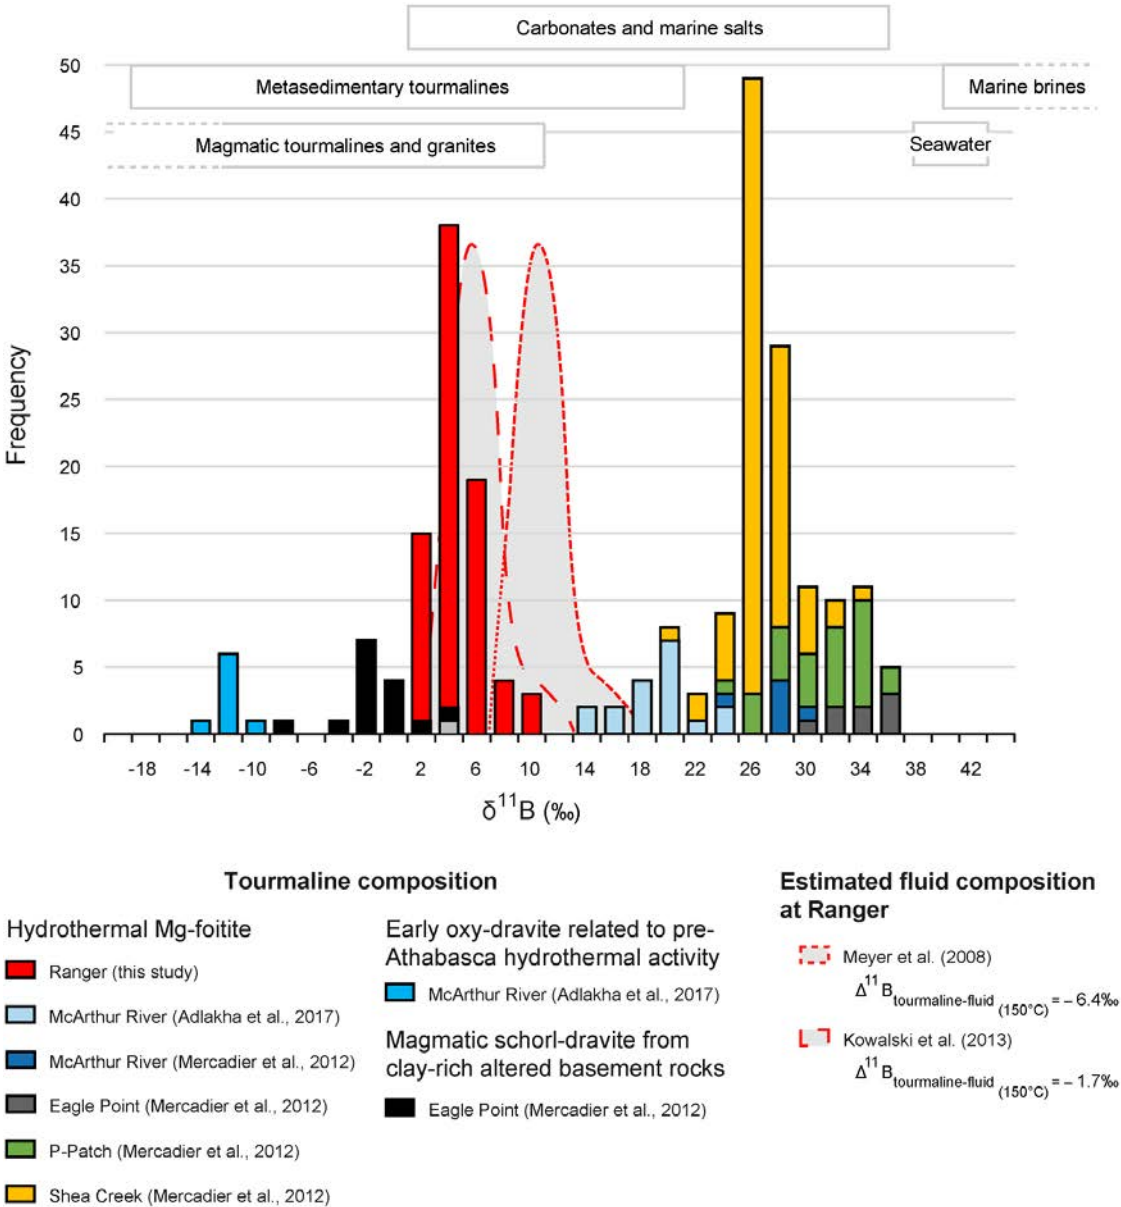 Carbonates and marine salts
Metasedimentary tourmalines
Marine brines
Magmatic tourmalines and granites
Seawater
Frequency
50
45
40
35
30
25
20
15
10
5
0
-18 -14 -10 -6 -2 2 6 10 14 18 22 26 30 34 38 42
δ¹¹B (‰)
Tourmaline composition
Hydrothermal Mg-foitite
Ranger (this study)
McArthur River (Adlakha et al., 2017)
McArthur River (Mercadier et al., 2012)
Eagle Point (Mercadier et al., 2012)
P-Patch (Mercadier et al., 2012)
Shea Creek (Mercadier et al., 2012)
Early oxy-dravite related to pre-
Athabasca hydrothermal activity
McArthur River (Adlakha et al., 2017)
Magmatic schorl-dravite from
clay-rich altered basement rocks
Eagle Point (Mercadier et al., 2012)
Estimated fluid composition
at Ranger
Meyer et al. (2008)
Δ¹¹B tourmaline-fluid (150°C) = – 6.4‰
Kowalski et al. (2013)
Δ¹¹B tourmaline-fluid (150°C) = – 1.7‰